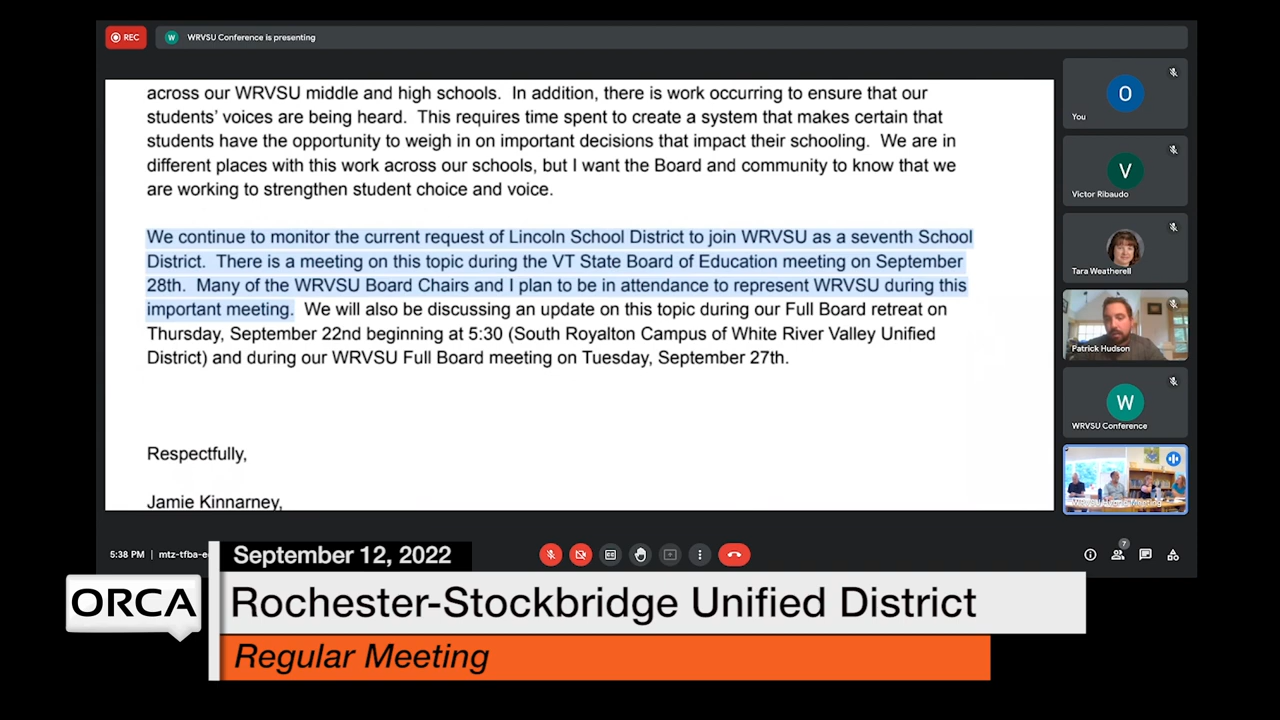 REC
W
WRVSU Conference is presenting
across our WRVSU middle and high schools.  In addition, there is work occurring to ensure that our
students' voices are being heard.  This requires time spent to create a system that makes certain that
students have the opportunity to weigh in on important decisions that impact their schooling.  We are in
different places with this work across our schools, but I want the Board and community to know that we
are working to strengthen student choice and voice.
We continue to monitor the current request of Lincoln School District to join WRVSU as a seventh School
District.  There is a meeting on this topic during the VT State Board of Education meeting on September
28th.  Many of the WRVSU Board Chairs and I plan to be in attendance to represent WRVSU during this
important meeting.  We will also be discussing an update on this topic during our Full Board retreat on
Thursday, September 22nd beginning at 5:30 (South Royalton Campus of White River Valley Unified
District) and during our WRVSU Full Board meeting on Tuesday, September 27th.
Respectfully,
Jamie Kinnarney,
O
You
V
Victor Ribaudo
Tara Weatherell
Patrick Hudson
W
WRVSU Conference
5:38 PM | mtz-tfba-e
7
September 12, 2022
ORCA
Rochester-Stockbridge Unified District
Regular Meeting